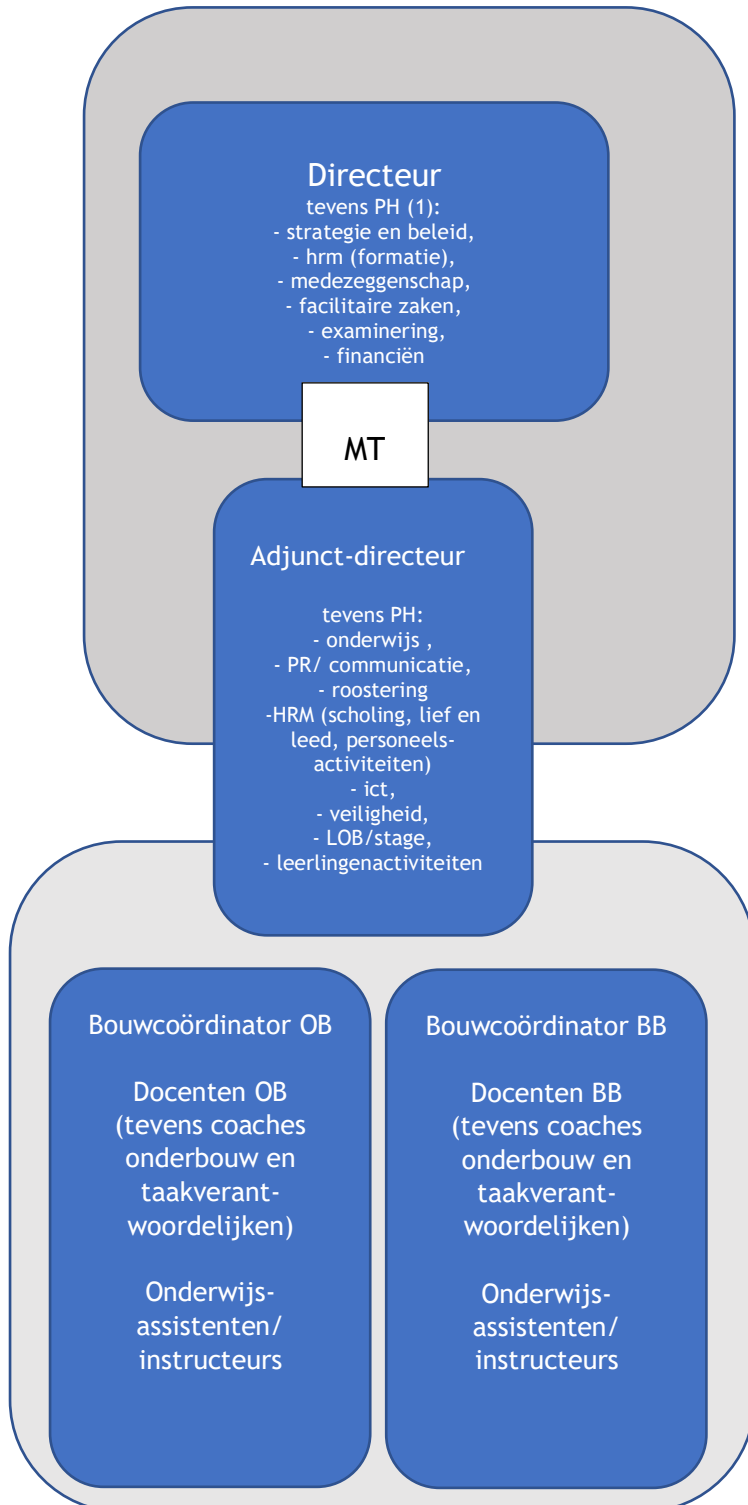 Directeur
tevens PH (1):
- strategie en beleid,
- hrm (formatie),
- medezeggenschap,
- facilitaire zaken,
- examinering,
- financiën
MT
Adjunct-directeur
tevens PH:
- onderwijs ,
- PR/ communicatie,
- roostering
-HRM (scholing, lief en
leed, personeels-
activiteiten)
- ict,
- veiligheid,
- LOB/stage,
- leerlingenactiviteiten
Bouwcoördinator OB
Docenten OB
(tevens coaches
onderbouw en
taakverant-
woordelijken)
Onderwijs-
assistenten/
instructeurs
Bouwcoördinator BB
Docenten BB
(tevens coaches
onderbouw en
taakverant-
woordelijken)
Onderwijs-
assistenten/
instructeurs